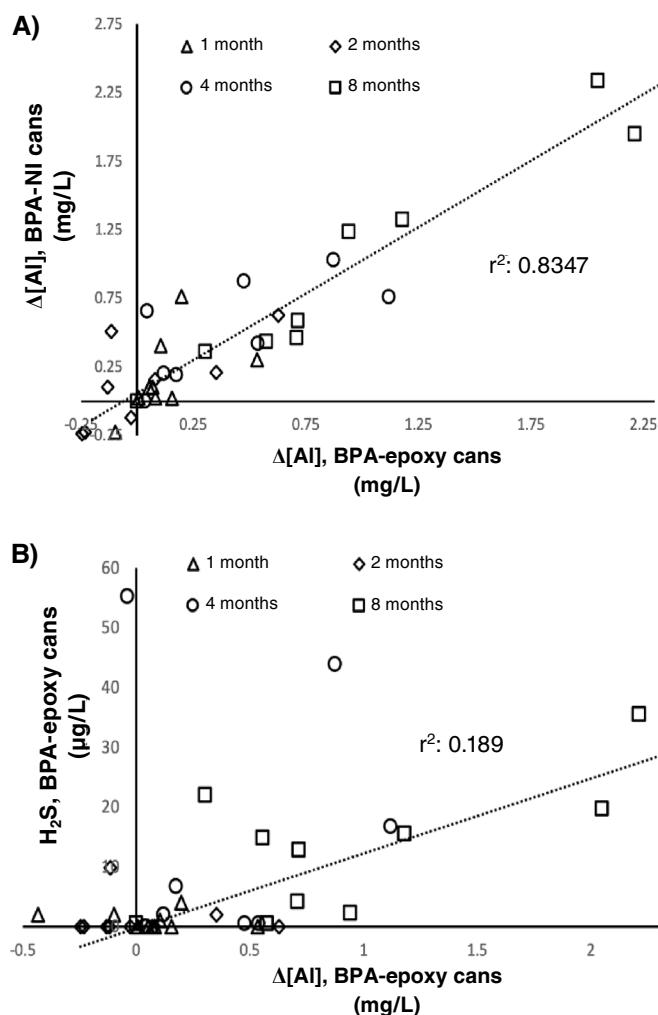 A)
1 month
2 months
4 months
8 months
2.75
2.25
1.75
1.25
0.75
0.25
-0.25
Δ[Al], BPA-NI cans
(mg/L)
r²: 0.8347
-0.25
0.25
0.75
1.25
1.75
2.25
Δ[Al], BPA-epoxy cans
(mg/L)
B)
1 month
2 months
4 months
8 months
60
50
40
30
20
10
0
H₂S, BPA-epoxy cans
(µg/L)
r²: 0.189
-0.5
0
0.5
1
1.5
2
Δ[Al], BPA-epoxy cans
(mg/L)